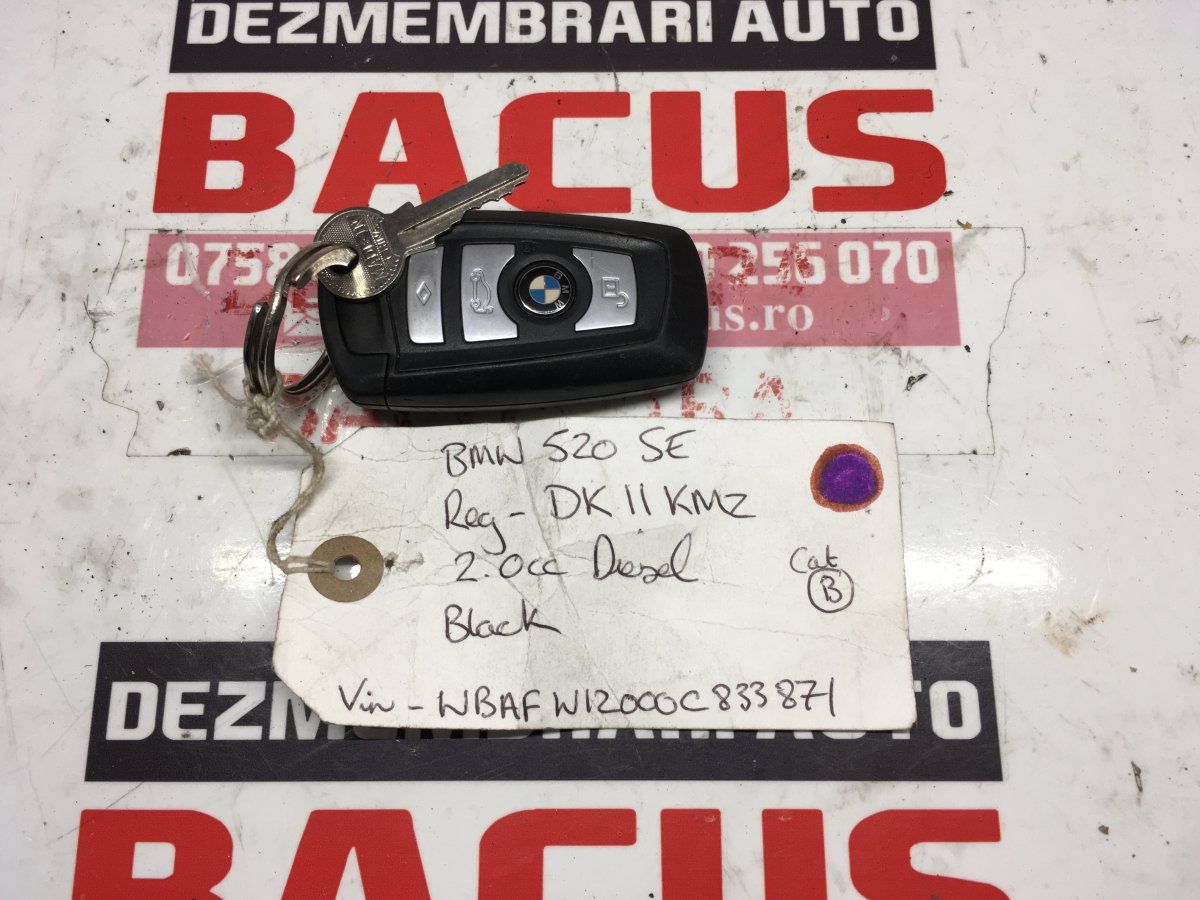 DEZMEMBRARI AUTO
BACUS
0758 256 070
us.ro
BMW
BMW 520 SE
Reg - DK 11 KMZ
2.0cc Diesel
Black
Cat
B
Vin - WBAFW12000C833871
DEZMEMBRARI AUTO
BACUS